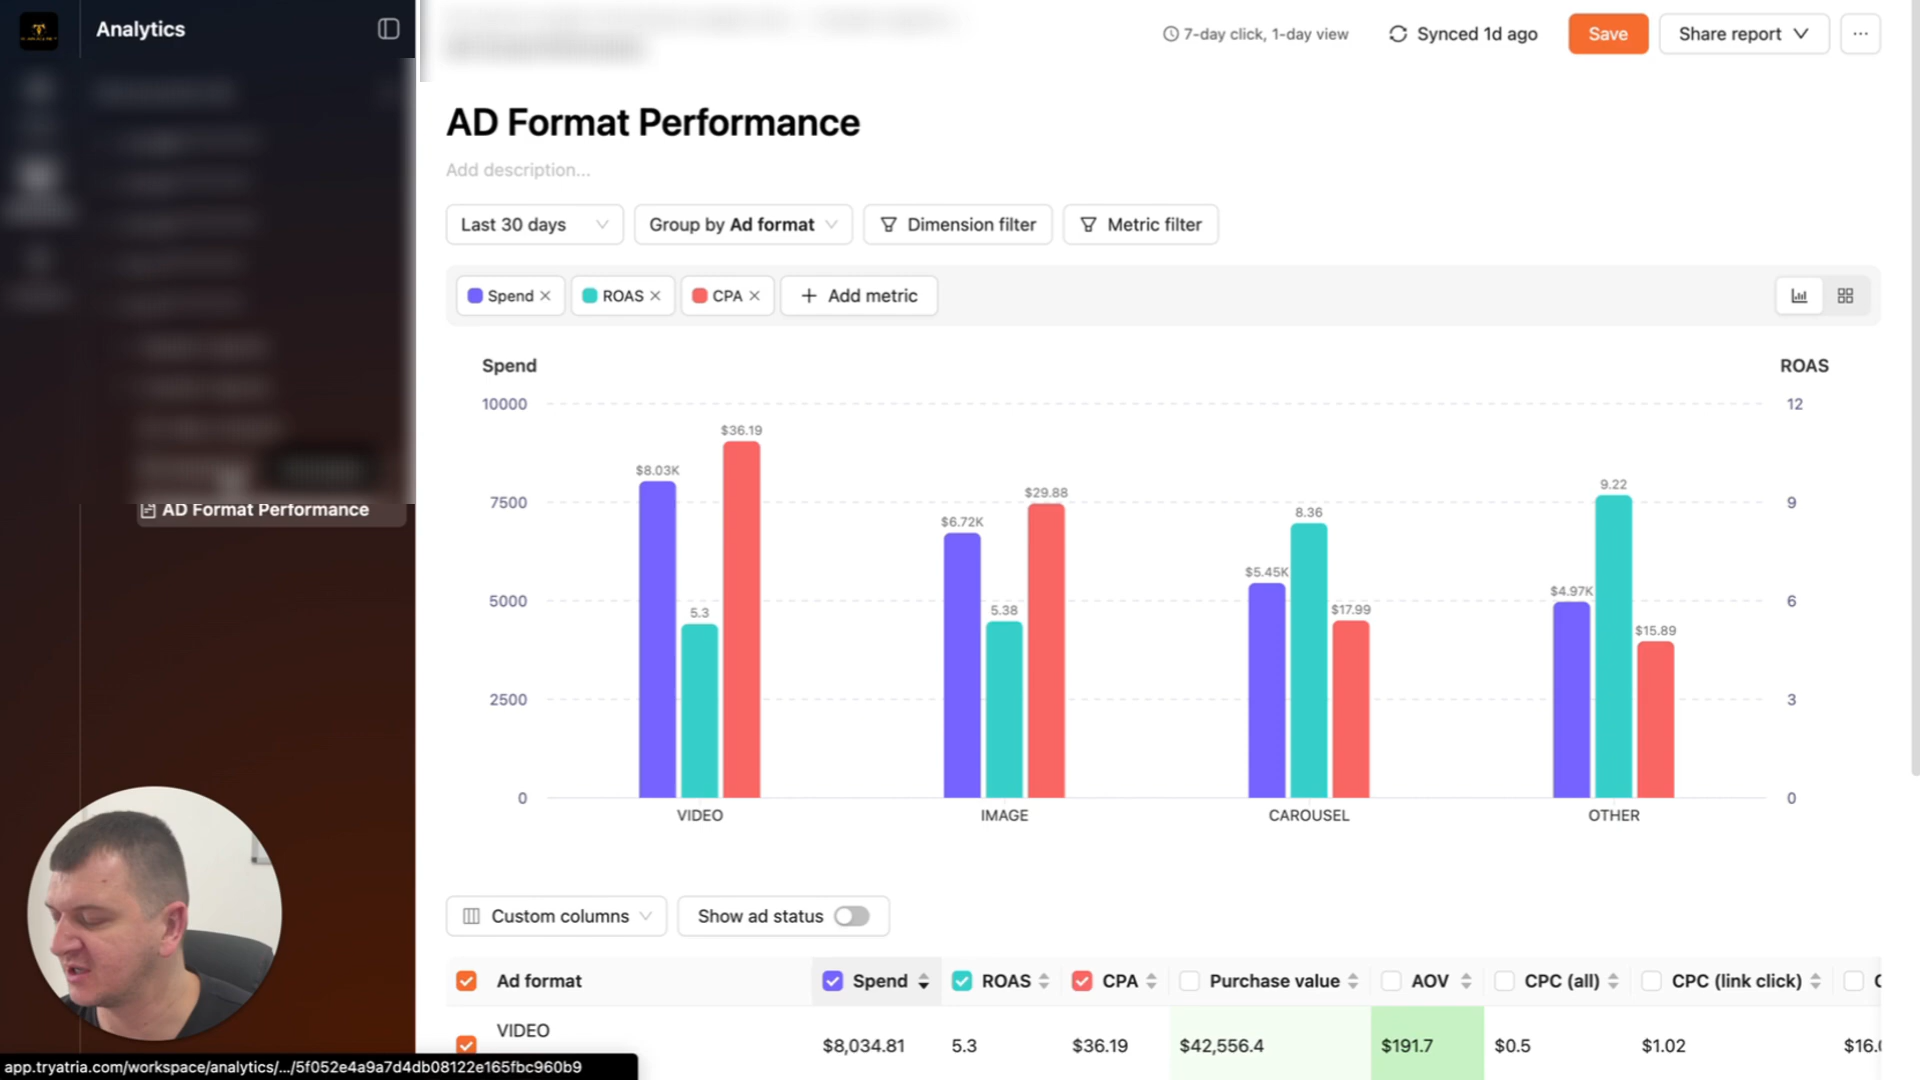 Analytics
7-day click, 1-day view
Synced 1d ago
Save
Share report
AD Format Performance
Add description...
Last 30 days
Group by Ad format
Dimension filter
Metric filter
Spend
ROAS
CPA
Add metric
Spend
ROAS
10000
12
$36.19
$8.03K
7500
9
$6.72K
$29.88
8.36
9.22
5000
6
5.3
5.38
$5.45K
$17.99
$4.97K
$15.89
2500
3
0
0
VIDEO
IMAGE
CAROUSEL
OTHER
AD Format Performance
Custom columns
Show ad status
Ad format
Spend
ROAS
CPA
Purchase value
AOV
CPC (all)
CPC (link click)
VIDEO
$8,034.81
5.3
$36.19
$42,556.4
$191.7
$0.5
$1.02
app.tryatria.com/workspace/analytics/.../5f052e4a9a7d4db08122e165fbc960b9